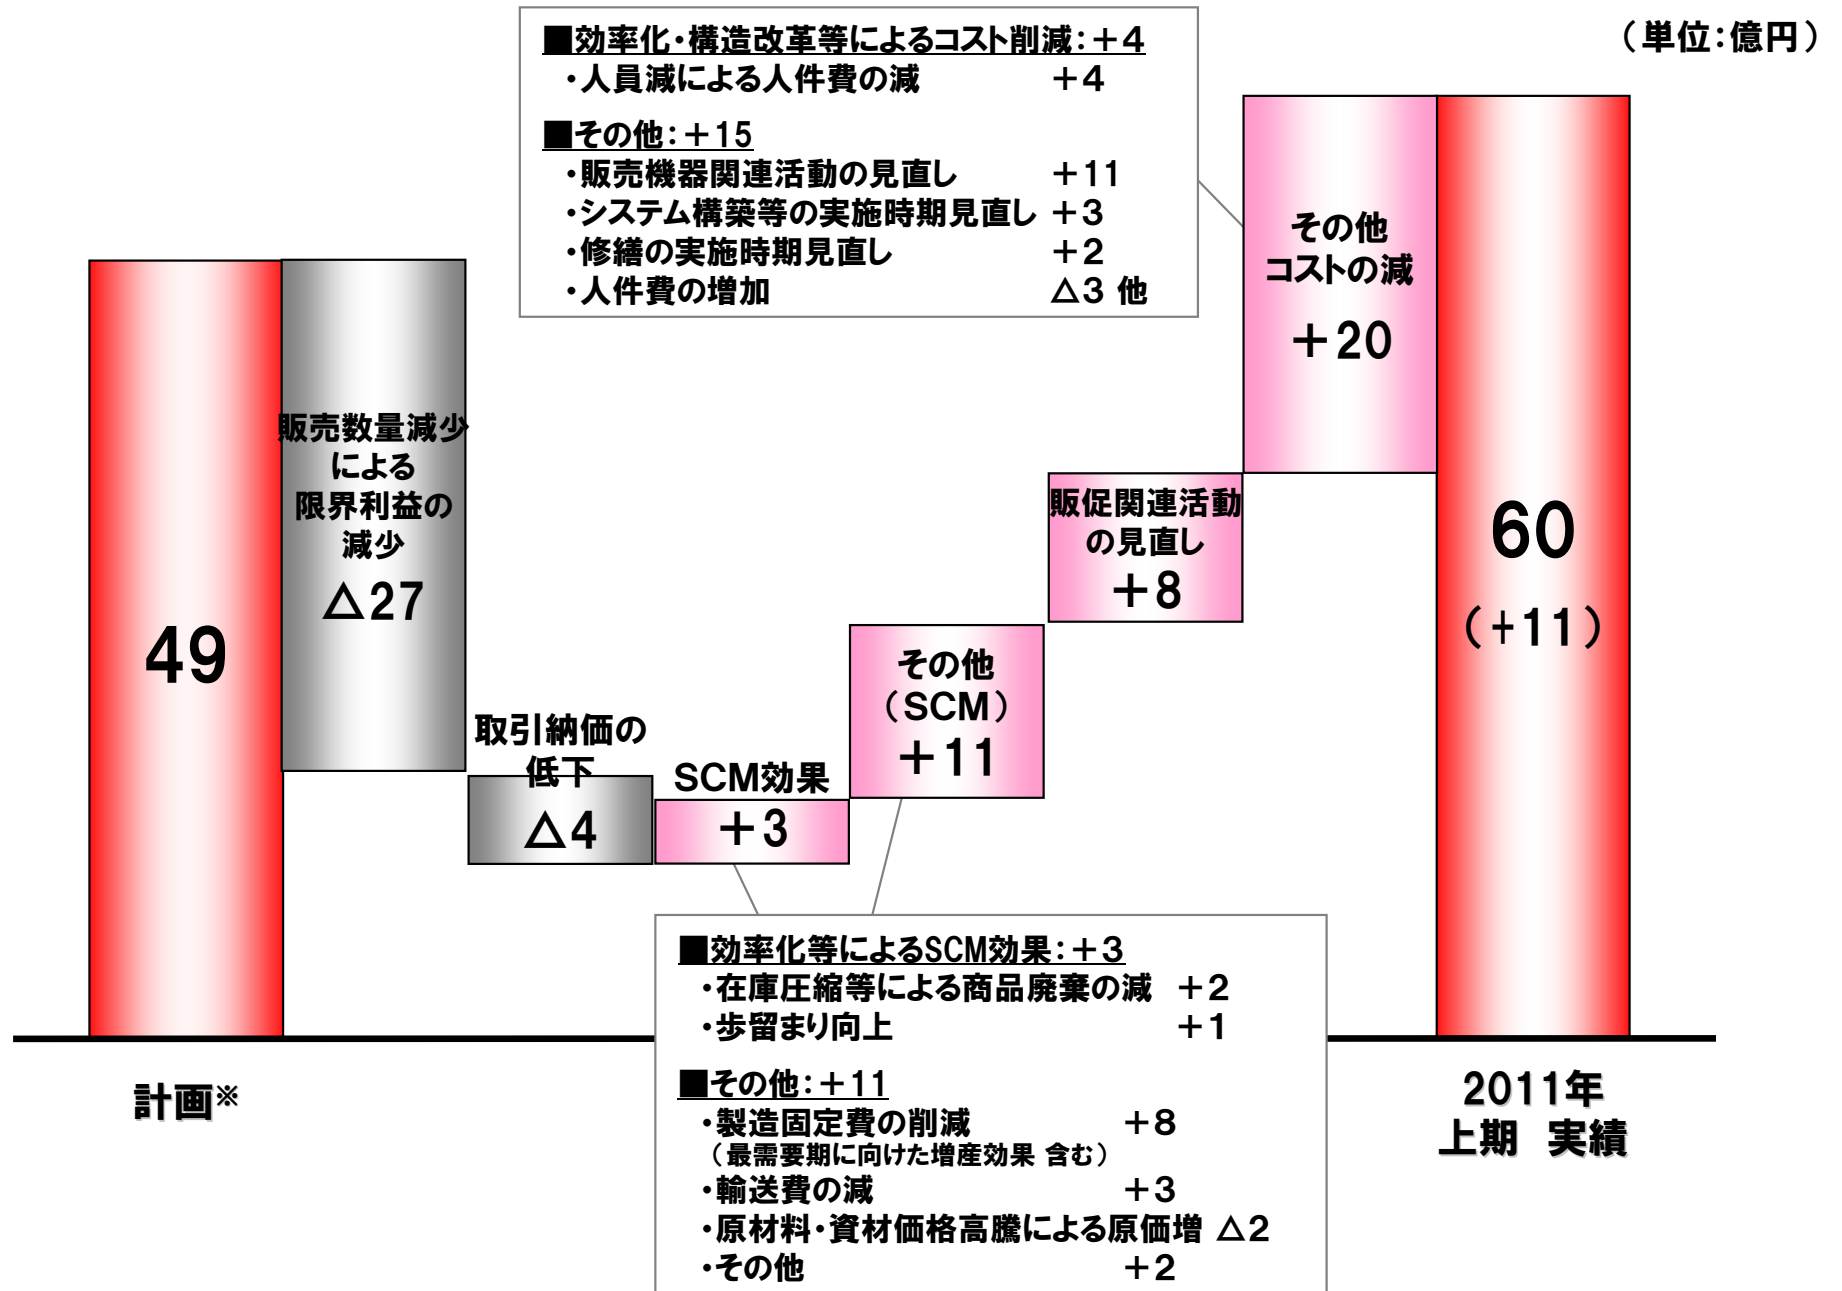 （単位：億円）
■効率化・構造改革等によるコスト削減：＋４
・人員減による人件費の減 ＋４
■その他：＋15
・販売機器関連活動の見直し ＋11
・システム構築等の実施時期見直し ＋３
・修繕の実施時期見直し ＋２
・人件費の増加 △３ 他
49
販売数量減少
による
限界利益の
減少
△27
取引納価の
低下
△４
SCM効果
＋３
その他
（SCM）
＋11
販促関連活動
の見直し
＋８
その他
コストの減
＋20
60
（+11）
■効率化等によるSCM効果：＋３
・在庫圧縮等による商品廃棄の減 ＋２
・歩留まり向上 ＋１
■その他：＋11
・製造固定費の削減 ＋８
（最需要期に向けた増産効果 含む）
・輸送費の減 ＋３
・原材料・資材価格高騰による原価増 △２
・その他 ＋２
計画※
2011年
上期 実績